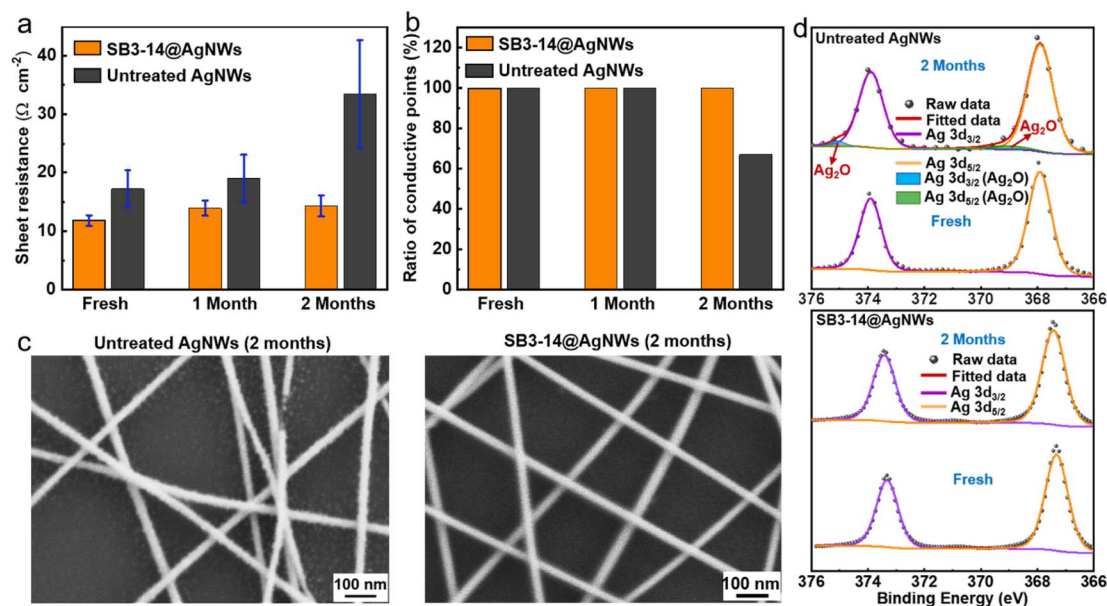 a
SB3-14@AgNWs
Untreated AgNWs
Sheet resistance (Ω cm-2)
40
30
20
10
0
Fresh
1 Month
2 Months
b
SB3-14@AgNWs
Untreated AgNWs
Ratio of conductive points (%)
120
100
80
60
40
20
0
Fresh
1 Month
2 Months
c
Untreated AgNWs (2 months)
100 nm
SB3-14@AgNWs (2 months)
100 nm
d
Untreated AgNWs
2 Months
Raw data
Fitted data
Ag 3d3/2
Ag2O
Ag2O
Ag 3d5/2
Ag 3d3/2 (Ag2O)
Ag 3d5/2 (Ag2O)
Fresh
376 374 372 370 368 366
SB3-14@AgNWs
2 Months
Raw data
Fitted data
Ag 3d3/2
Ag 3d5/2
Fresh
376 374 372 370 368 366
Binding Energy (eV)